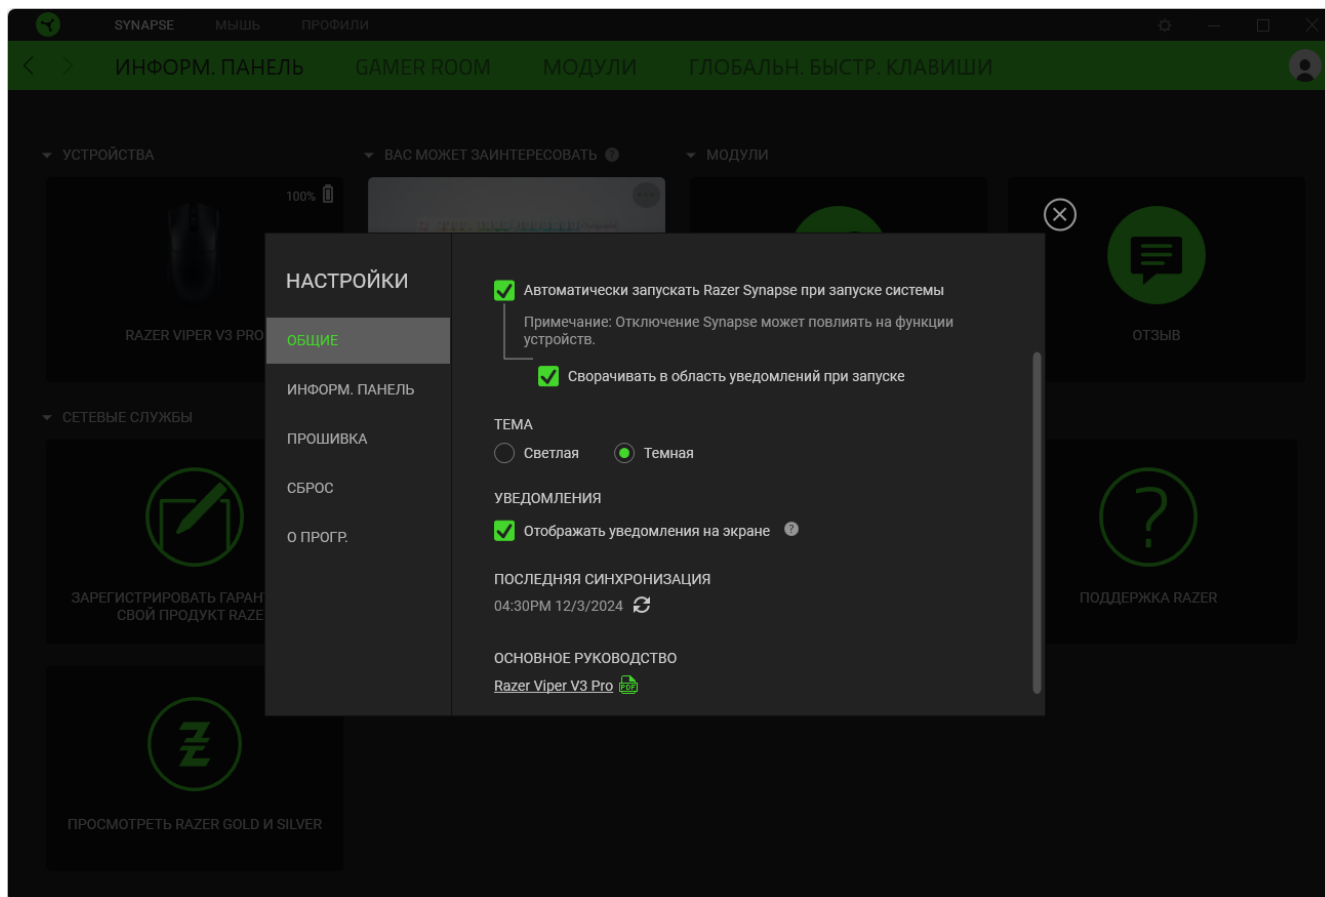 SYNAPSE МЫШЬ ПРОФИЛИ
ИНФОРМ. ПАНЕЛЬ GAMER ROOM МОДУЛИ ГЛОБАЛЬН. БЫСТР. КЛАВИШИ
УСТРОЙСТВА
ВАС МОЖЕТ ЗАИНТЕРЕСОВАТЬ
МОДУЛИ
100%
RAZER VIPER V3 PRO
ОТЗЫВ
СЕТЕВЫЕ СЛУЖБЫ
ЗАРЕГИСТРИРОВАТЬ
СВОЙ ПРОДУКТ
ПОДДЕРЖКА RAZER
ПРОСМОТРЕТЬ RAZER GOLD И SILVER
НАСТРОЙКИ
ОБЩИЕ
ИНФОРМ. ПАНЕЛЬ
ПРОШИВКА
СБРОС
О ПРОГР.
Автоматически запускать Razer Synapse при запуске системы
Примечание: Отключение Synapse может повлиять на функции
устройств.
Сворачивать в область уведомлений при запуске
ТЕМА
Светлая Темная
УВЕДОМЛЕНИЯ
Отображать уведомления на экране
ПОСЛЕДНЯЯ СИНХРОНИЗАЦИЯ
04:30PM 12/3/2024
ОСНОВНОЕ РУКОВОДСТВО
Razer Viper V3 Pro PDF